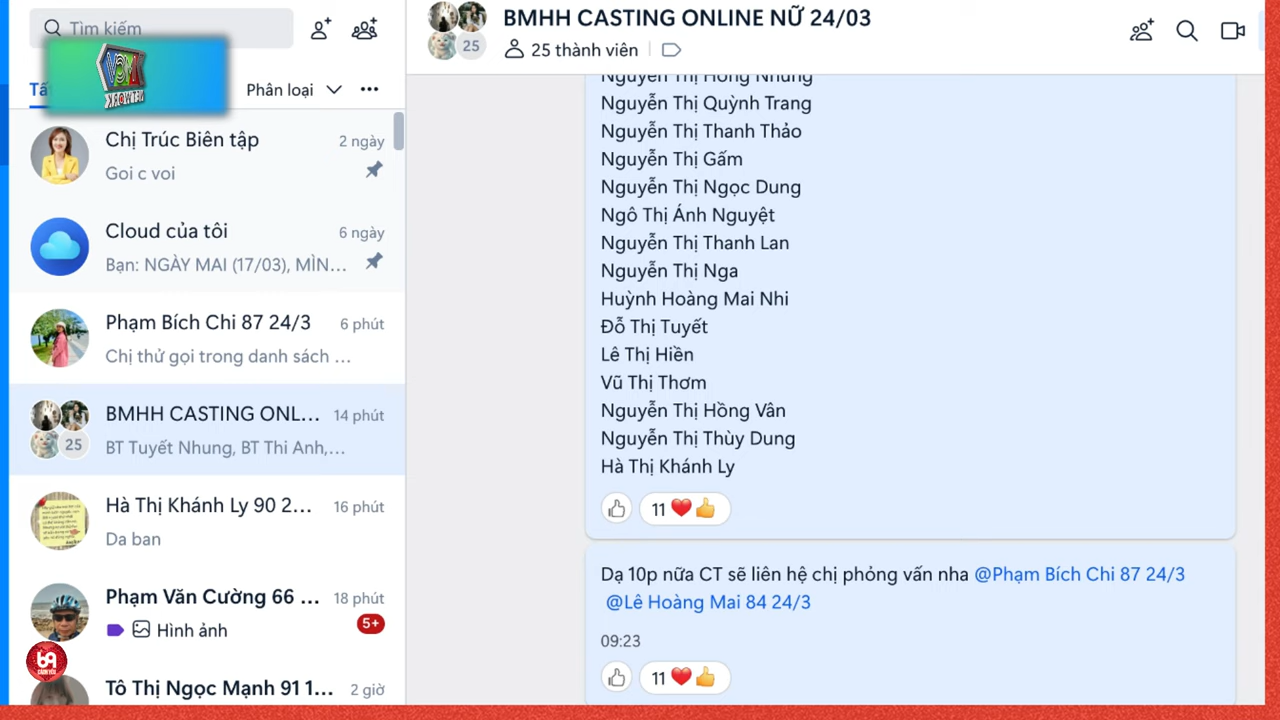 Tìm kiếm
Phân loại
Chị Trúc Biên tập
2 ngày
Goi c voi
Cloud của tôi
6 ngày
Bạn: NGÀY MAI (17/03), MÌN...
Phạm Bích Chi 87 24/3
6 phút
Chị thử gọi trong danh sách ...
BMHH CASTING ONL...
14 phút
25
BT Tuyết Nhung, BT Thi Anh,...
Hà Thị Khánh Ly 90 2...
16 phút
Da ban
Phạm Văn Cường 66 ...
18 phút
Hình ảnh
5+
Tô Thị Ngọc Mạnh 91 1...
2 giờ
BMHH CASTING ONLINE NỮ 24/03
25
25 thành viên
Nguyễn Thị Hồng Nhung
Nguyễn Thị Quỳnh Trang
Nguyễn Thị Thanh Thảo
Nguyễn Thị Gấm
Nguyễn Thị Ngọc Dung
Ngô Thị Ánh Nguyệt
Nguyễn Thị Thanh Lan
Nguyễn Thị Nga
Huỳnh Hoàng Mai Nhi
Đỗ Thị Tuyết
Lê Thị Hiền
Vũ Thị Thơm
Nguyễn Thị Hồng Vân
Nguyễn Thị Thùy Dung
Hà Thị Khánh Ly
11
Dạ 10p nữa CT sẽ liên hệ chị phỏng vấn nha @Phạm Bích Chi 87 24/3
@Lê Hoàng Mai 84 24/3
09:23
11